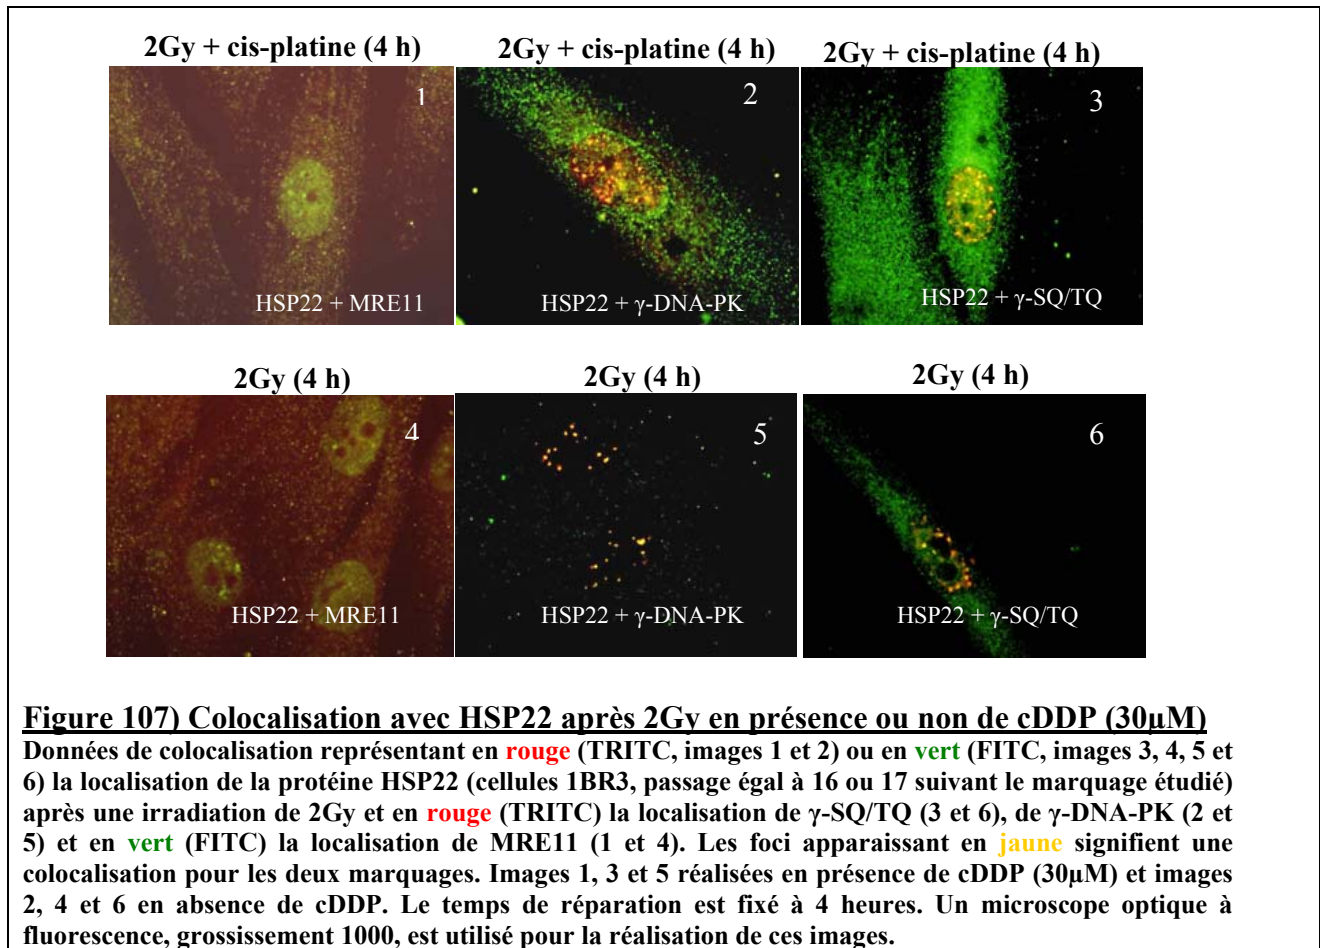 2Gy + cis-platine (4 h)
2Gy + cis-platine (4 h)
2Gy + cis-platine (4 h)
1
2
3
HSP22 + MRE11
HSP22 + γ-DNA-PK
HSP22 + γ-SQ/TQ
2Gy (4 h)
2Gy (4 h)
2Gy (4 h)
4
5
6
HSP22 + MRE11
HSP22 + γ-DNA-PK
HSP22 + γ-SQ/TQ
Figure 107) Colocalisation avec HSP22 après 2Gy en présence ou non de cDDP (30µM)
Données de colocalisation représentant en rouge (TRITC, images 1 et 2) ou en vert (FITC, images 3, 4, 5 et
6) la localisation de la protéine HSP22 (cellules 1BR3, passage égal à 16 ou 17 suivant le marquage étudié)
après une irradiation de 2Gy et en rouge (TRITC) la localisation de γ-SQ/TQ (3 et 6), de γ-DNA-PK (2 et
5) et en vert (FITC) la localisation de MRE11 (1 et 4). Les foci apparaissant en jaune signifient une
colocalisation pour les deux marquages. Images 1, 3 et 5 réalisées en présence de cDDP (30µM) et images
2, 4 et 6 en absence de cDDP. Le temps de réparation est fixé à 4 heures. Un microscope optique à
fluorescence, grossissement 1000, est utilisé pour la réalisation de ces images.